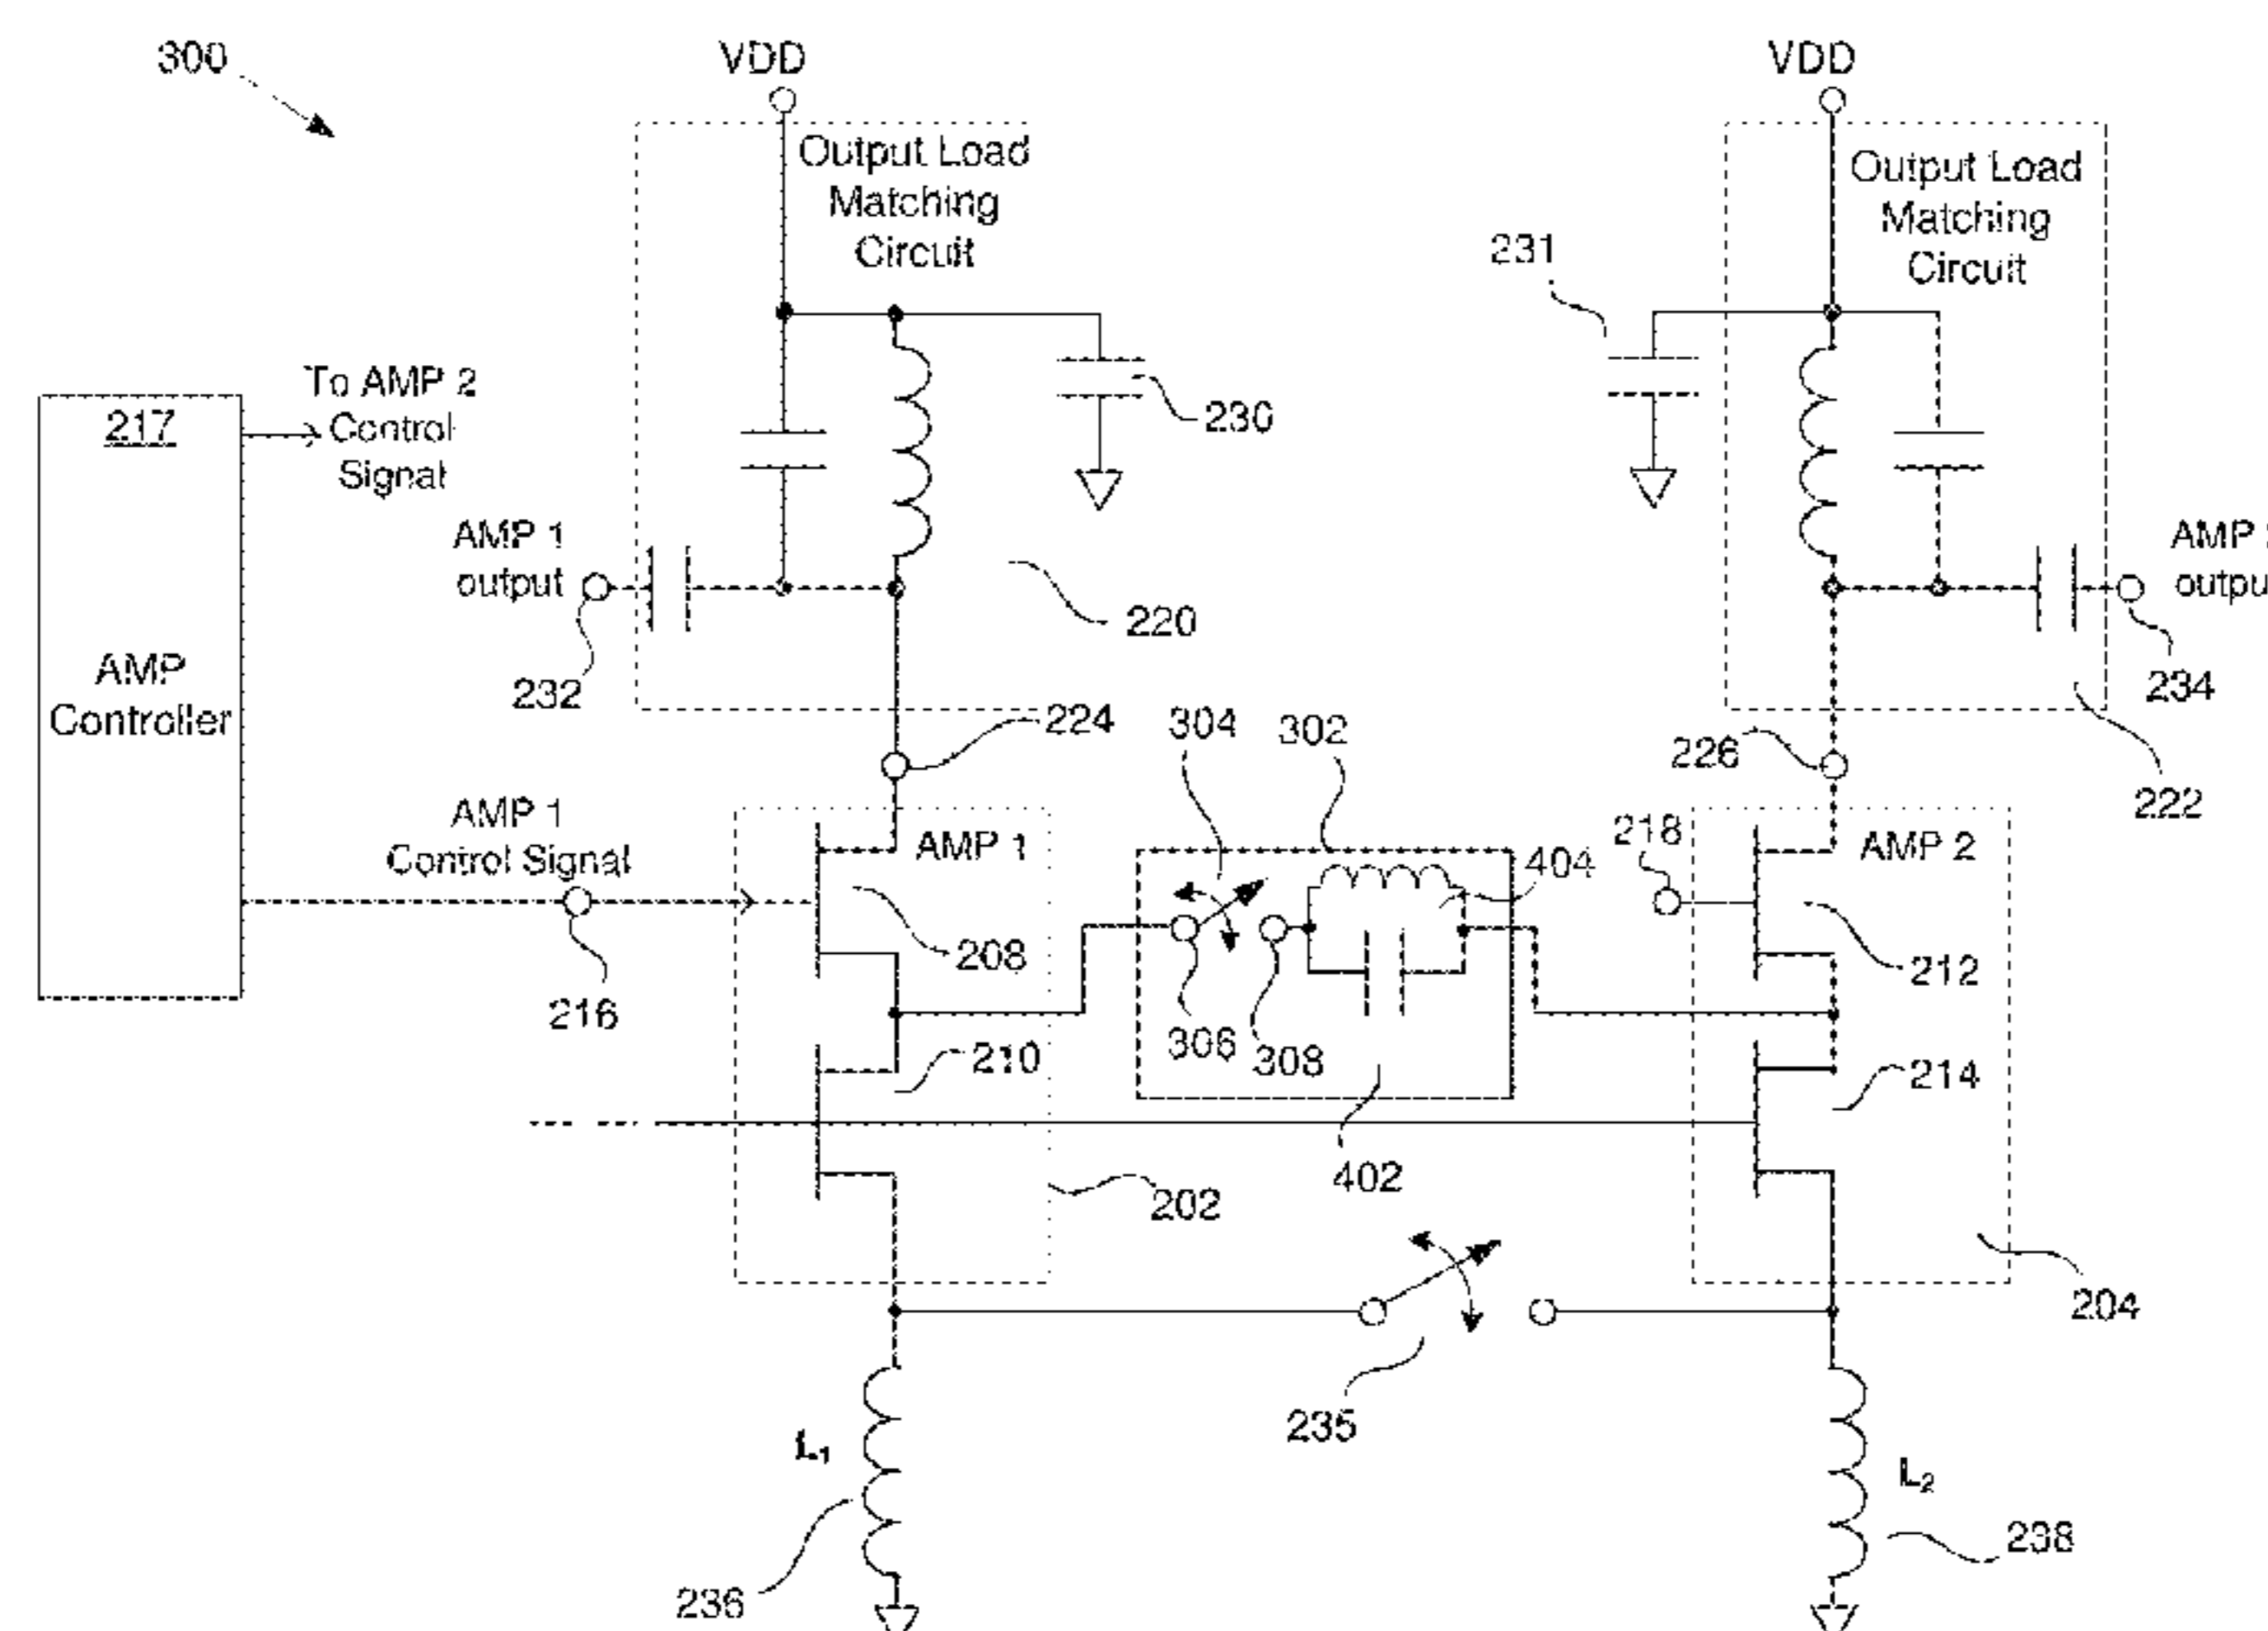 300
VDD
VDD
Output Load
Matching
Circuit
Output Load
Matching
Circuit
231
To AMP 2
Control
Signal
217
230
AMP 1
output
AMP
outpu
AMP
Controller
220
232
234
224
304
302
226
222
AMP 1
Control Signal
AMP 1
218
AMP 2
404
208
212
216
306
308
210
214
402
202
204
235
L₁
L₂
236
238